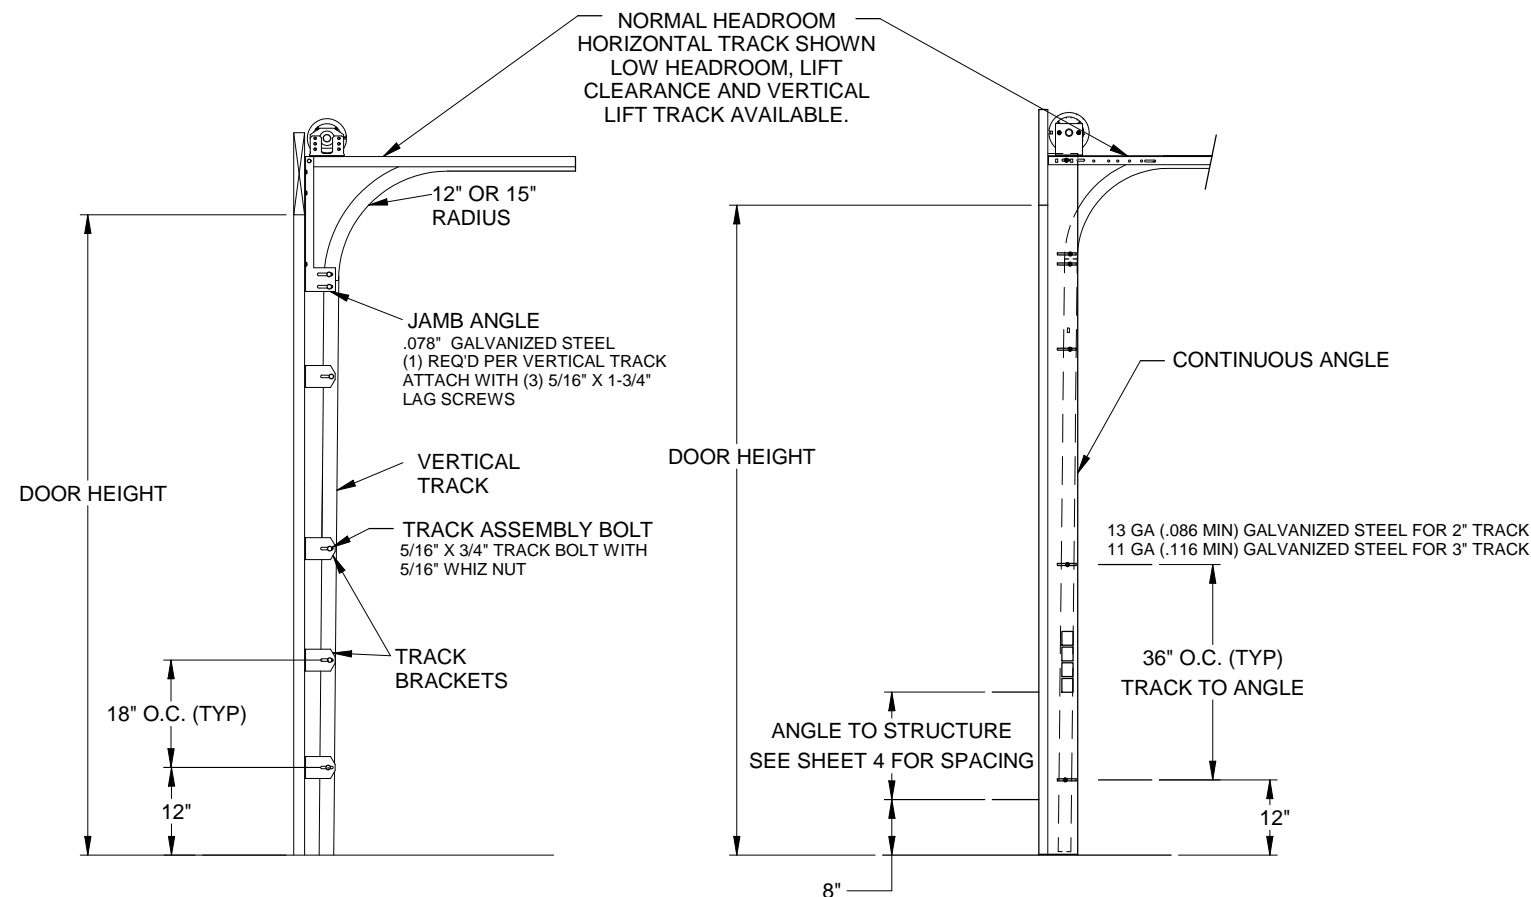 NORMAL HEADROOM
HORIZONTAL TRACK SHOWN
LOW HEADROOM, LIFT
CLEARANCE AND VERTICAL
LIFT TRACK AVAILABLE.
12" OR 15"
RADIUS
JAMB ANGLE
.078" GALVANIZED STEEL
(1) REQ'D PER VERTICAL TRACK
ATTACH WITH (3) 5/16" X 1-3/4"
LAG SCREWS
VERTICAL
TRACK
DOOR HEIGHT
TRACK ASSEMBLY BOLT
5/16" X 3/4" TRACK BOLT WITH
5/16" WHIZ NUT
TRACK
BRACKETS
18" O.C. (TYP)
12"
CONTINUOUS ANGLE
DOOR HEIGHT
13 GA (.086 MIN) GALVANIZED STEEL FOR 2" TRACK
11 GA (.116 MIN) GALVANIZED STEEL FOR 3" TRACK
36" O.C. (TYP)
TRACK TO ANGLE
ANGLE TO STRUCTURE
SEE SHEET 4 FOR SPACING
12"
8"